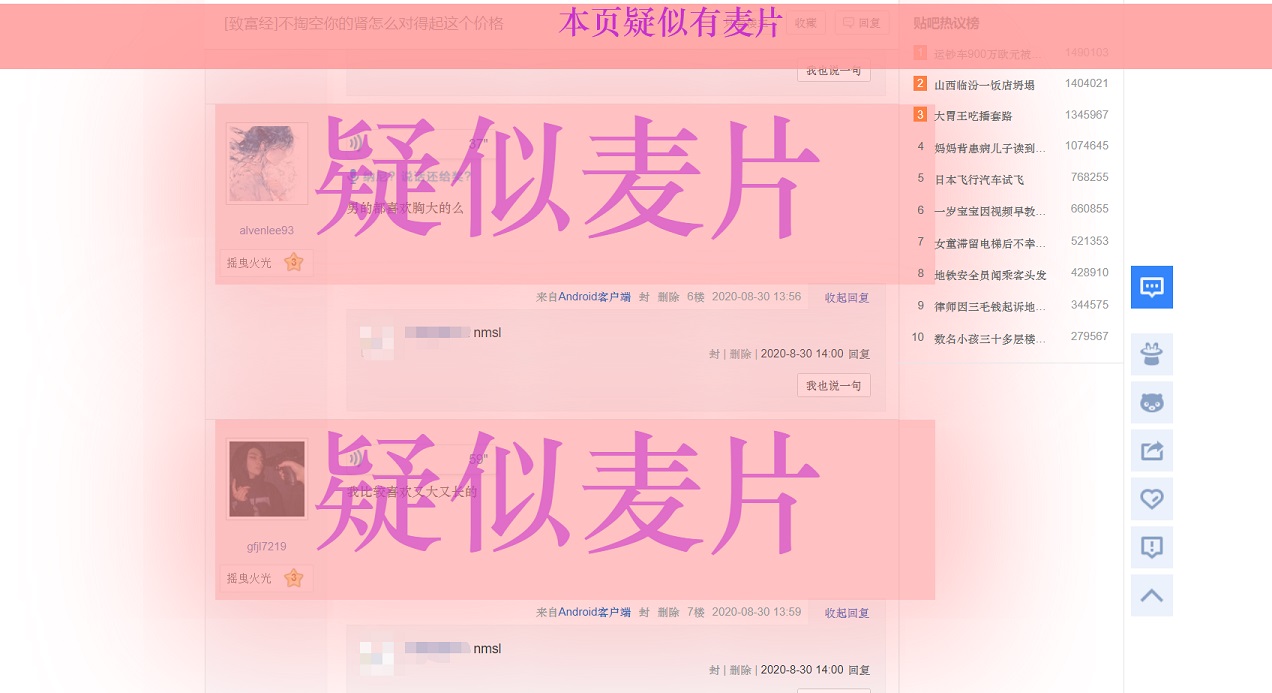 本页疑似有麦片
[致富经]不掏空你的肾怎么对得起这个价格
收藏
回复
我也说一句
疑似麦片
37"
男的都喜欢胸大的么
alvenlee93
摇曳火光 3
来自Android客户端 封 删除 6楼 2020-08-30 13:56 收起回复
nmsl
封 | 删除 | 2020-8-30 14:00 回复
我也说一句
疑似麦片
59"
我比较喜欢又大又长的
gfjl7219
摇曳火光 3
来自Android客户端 封 删除 7楼 2020-08-30 13:59 收起回复
nmsl
封 | 删除 | 2020-8-30 14:00 回复
贴吧热议榜
1 运钞车900万欧元被... 1490103
2 山西临汾一饭店坍塌 1404021
3 大胃王吃播套路 1345967
4 妈妈背患病儿子读到... 1074645
5 日本飞行汽车试飞 768255
6 一岁宝宝因视频早教... 660855
7 女童滞留电梯后不幸... 521353
8 地铁安全员闻乘客头发 428910
9 律师因三毛钱起诉地... 344575
10 数名小孩三十多层楼... 279567